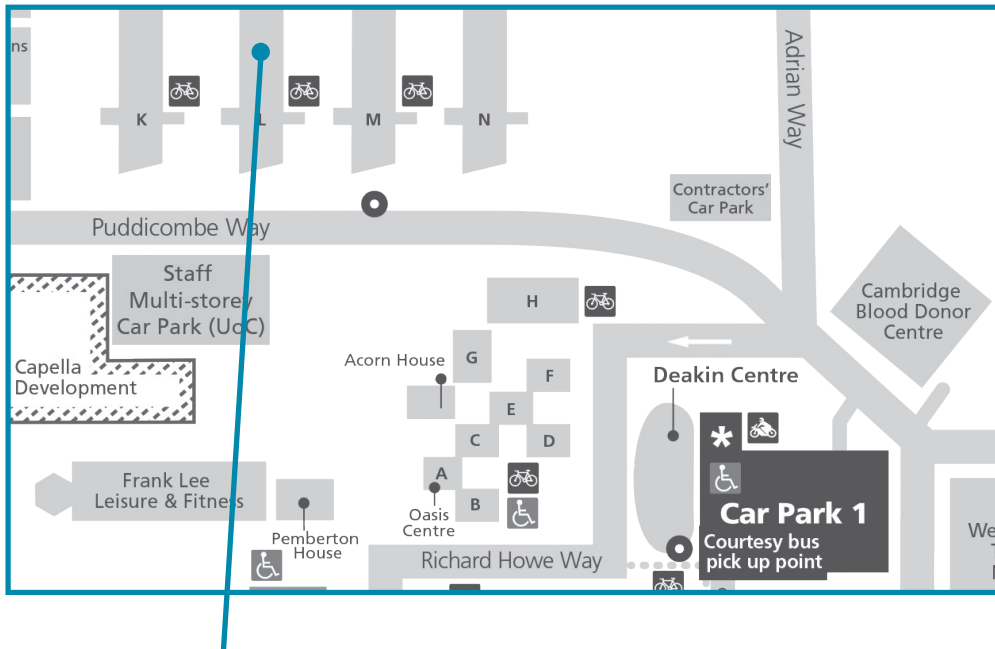 ns
K
L
M
N
Adrian Way
Contractors’
Car Park
Puddicombe Way
Staff
Multi-storey
Car Park (UoC)
H
Cambridge
Blood Donor
Centre
Capella
Development
Acorn House
G
F
Deakin Centre
E
C
D
*
A
Frank Lee
Leisure & Fitness
B
Oasis
Centre
Car Park 1
Pemberton
House
Courtesy bus
pick up point
Richard Howe Way
We